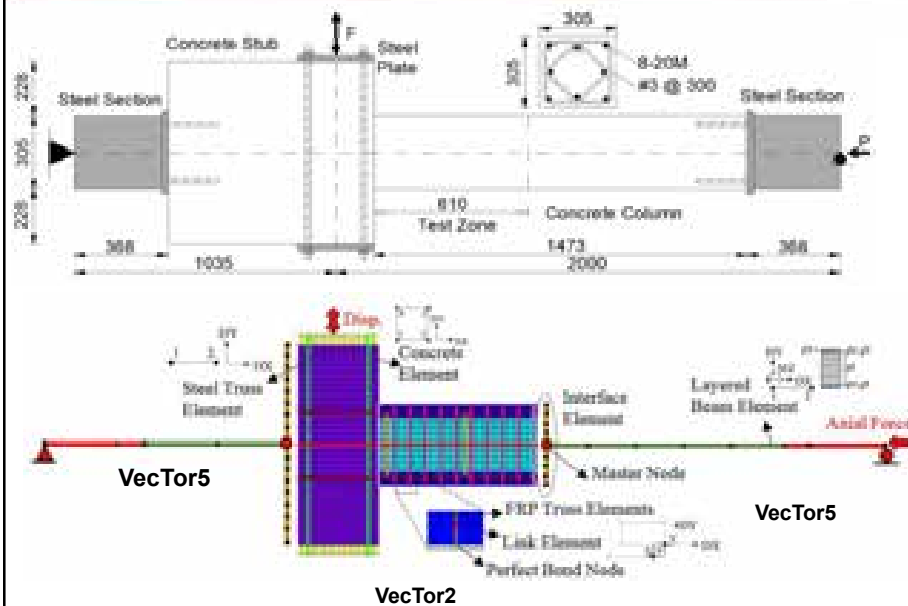 305
F
Concrete Stub
Steel
Plate
305
8-20M
#3 @ 300
228
Steel Section
Steel Section
305
P
610
Test Zone
Concrete Column
228
368
1473
368
1035
2000
Disp.
Concrete
Element
Steel Truss
Element
Interface
Element
Layered
Beam Element
Axial Force
VecTor5
Master Node
FRP Truss Elements
VecTor5
Link Element
Perfect Bond Node
VecTor2